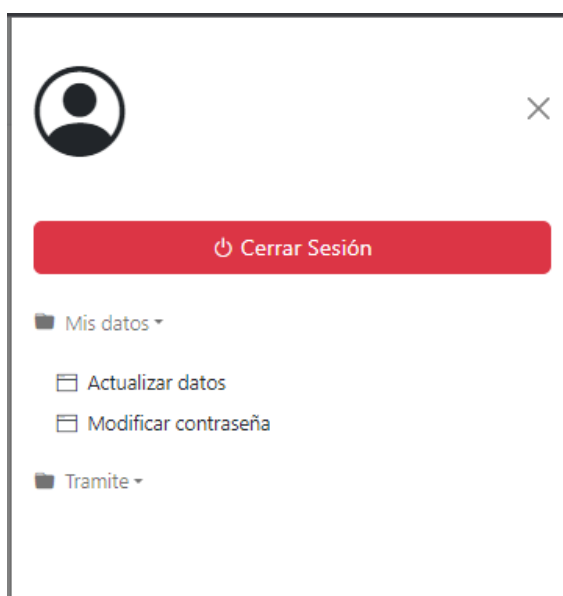 Cerrar Sesión
Mis datos
Actualizar datos
Modificar contraseña
Tramite